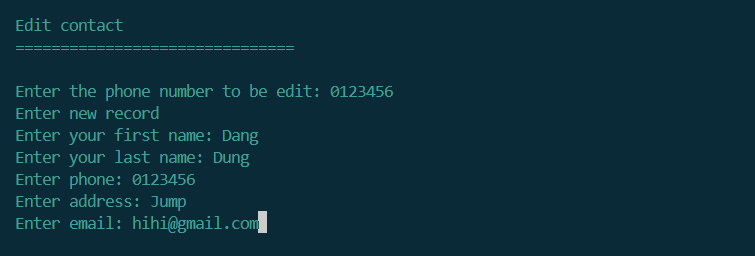 Edit contact
===============================
Enter the phone number to be edit: 0123456
Enter new record
Enter your first name: Dang
Enter your last name: Dung
Enter phone: 0123456
Enter address: Jump
Enter email: hihi@gmail.com